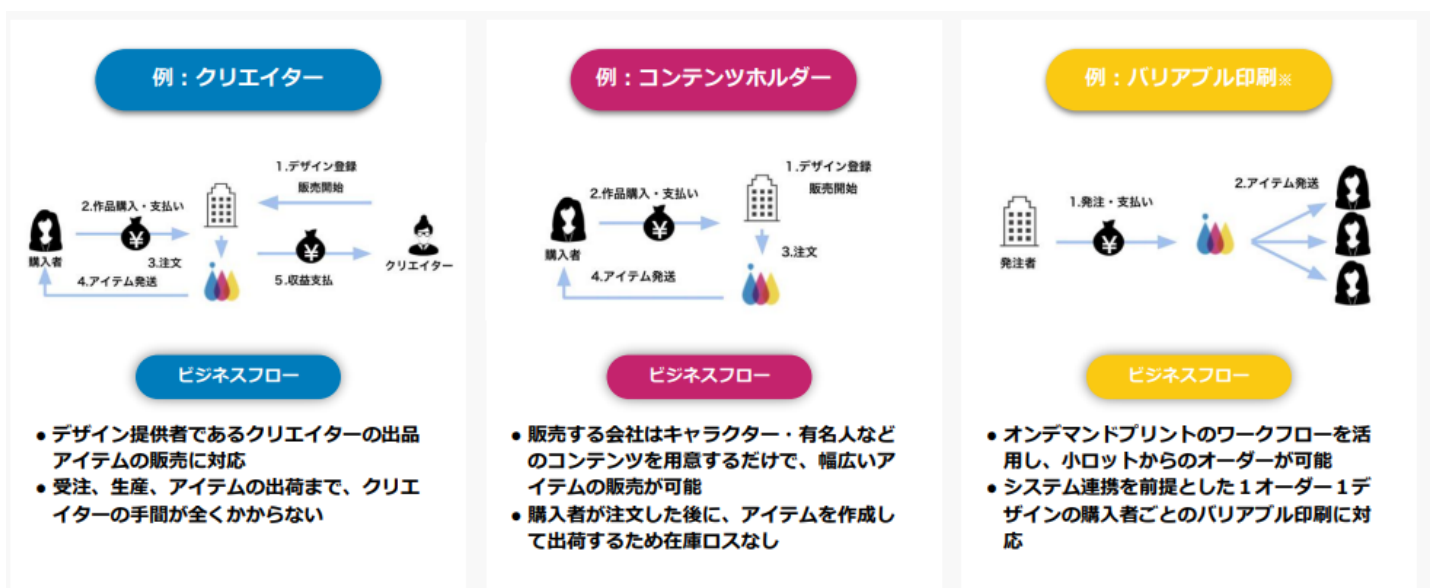 例：クリエイター
1.デザイン登録
販売開始
2.作品購入・支払い
¥
購入者
3.注文
¥
クリエイター
4.アイテム発送
5.収益支払
ビジネスフロー
● デザイン提供者であるクリエイターの出品
アイテムの販売に対応
● 受注、生産、アイテムの出荷まで、クリエ
イターの手間が全くかからない
例：コンテンツホルダー
1.デザイン登録
販売開始
2.作品購入・支払い
¥
購入者
3.注文
4.アイテム発送
ビジネスフロー
● 販売する会社はキャラクター・有名人など
のコンテンツを用意するだけで、幅広いア
イテムの販売が可能
● 購入者が注文した後に、アイテムを作成し
て出荷するため在庫ロスなし
例：バリアブル印刷※
2.アイテム発送
1.発注・支払い
¥
発注者
ビジネスフロー
● オンデマンドプリントのワークフローを活
用し、小ロットからのオーダーが可能
● システム連携を前提とした１オーダー１デ
ザインの購入者ごとのバリアブル印刷に対
応